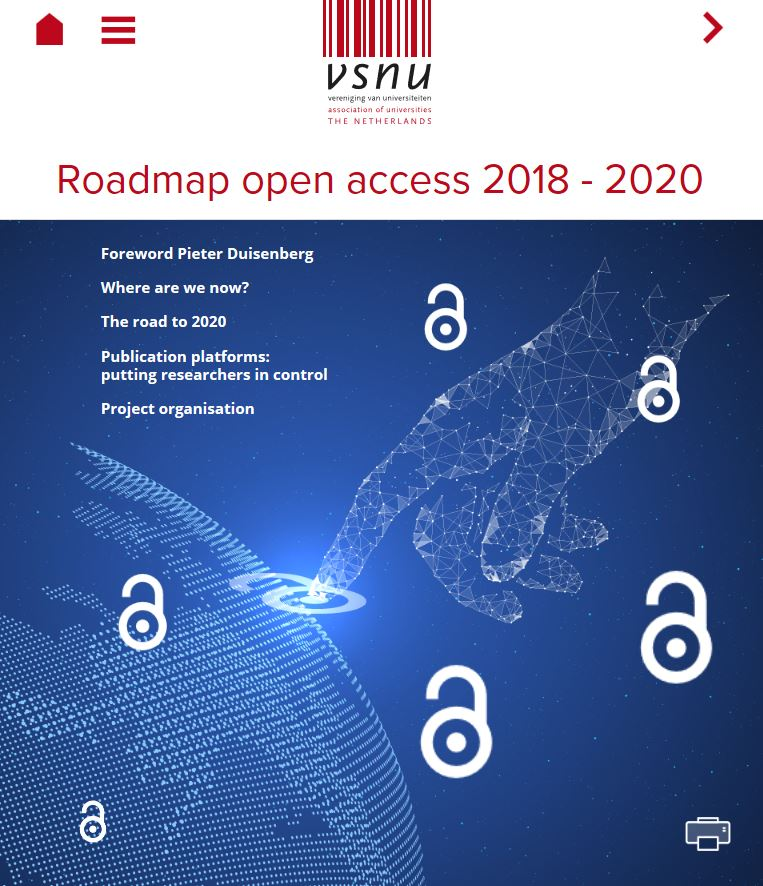 vsnu
vereniging van universiteiten
association of universities
THE NETHERLANDS
Roadmap open access 2018 - 2020
Foreword Pieter Duisenberg
Where are we now?
The road to 2020
Publication platforms:
putting researchers in control
Project organisation